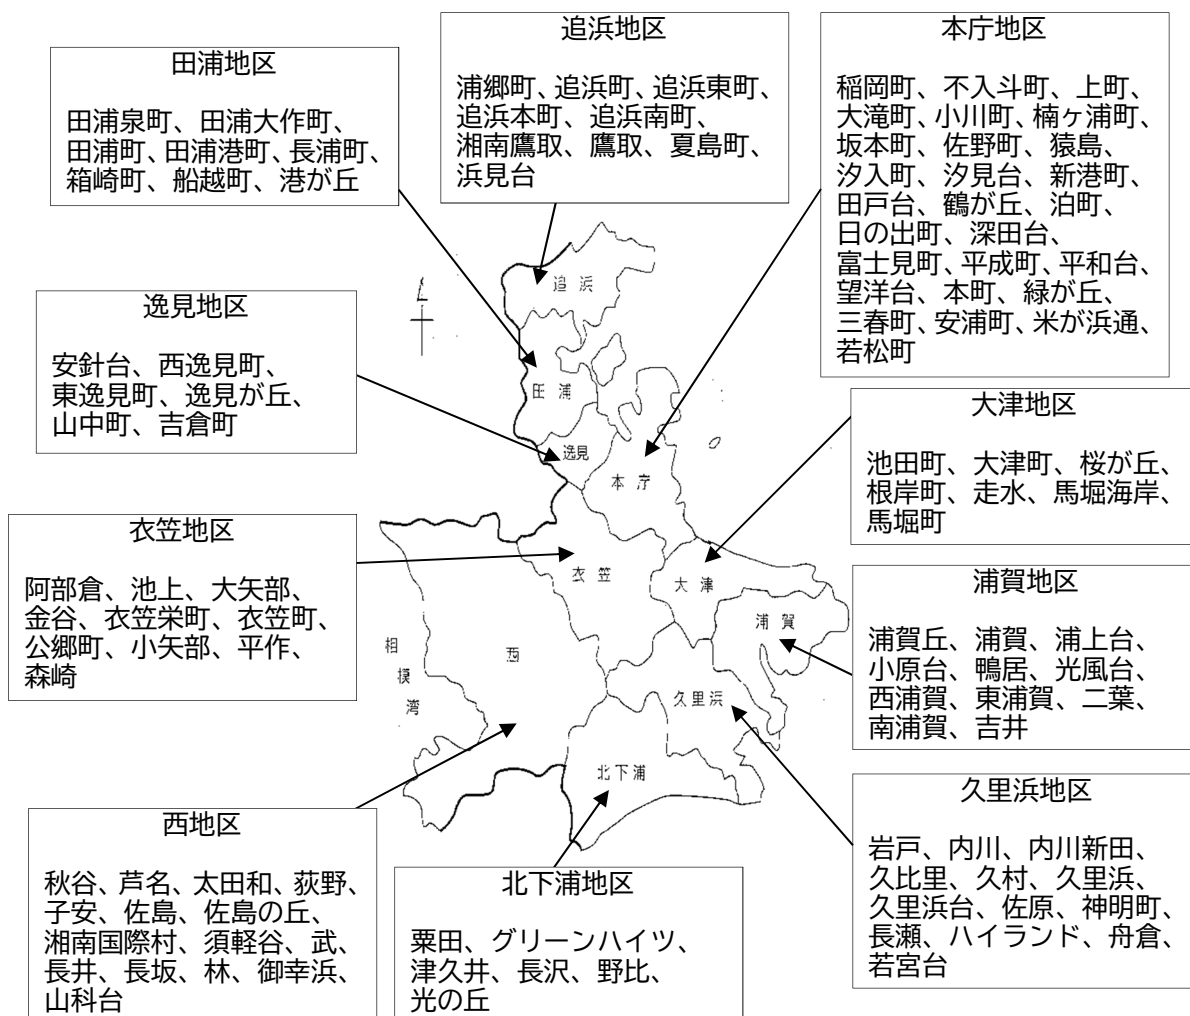 田浦地区
田浦泉町、田浦大作町、
田浦町、田浦港町、長浦町、
箱崎町、船越町、港が丘
追浜地区
浦郷町、追浜町、追浜東町、
追浜本町、追浜南町、
湘南鷹取、鷹取、夏島町、
浜見台
本庁地区
稲岡町、不入斗町、上町、
大滝町、小川町、楠ヶ浦町、
坂本町、佐野町、猿島、
汐入町、汐見台、新港町、
田戸台、鶴が丘、泊町、
日の出町、深田台、
富士見町、平成町、平和台、
望洋台、本町、緑が丘、
三春町、安浦町、米が浜通、
若松町
逸見地区
安針台、西逸見町、
東逸見町、逸見が丘、
山中町、吉倉町
大津地区
池田町、大津町、桜が丘、
根岸町、走水、馬堀海岸、
馬堀町
衣笠地区
阿部倉、池上、大矢部、
金谷、衣笠栄町、衣笠町、
公郷町、小矢部、平作、
森崎
浦賀地区
浦賀丘、浦賀、浦上台、
小原台、鴨居、光風台、
西浦賀、東浦賀、二葉、
南浦賀、吉井
西地区
秋谷、芦名、太田和、荻野、
子安、佐島、佐島の丘、
湘南国際村、須軽谷、武、
長井、長坂、林、御幸浜、
山科台
北下浦地区
粟田、グリーンハイツ、
津久井、長沢、野比、
光の丘
久里浜地区
岩戸、内川、内川新田、
久比里、久村、久里浜、
久里浜台、佐原、神明町、
長瀬、ハイランド、舟倉、
若宮台
追浜
田浦
逸見
本庁
衣笠
大津
浦賀
西
相模湾
久里浜
北下浦